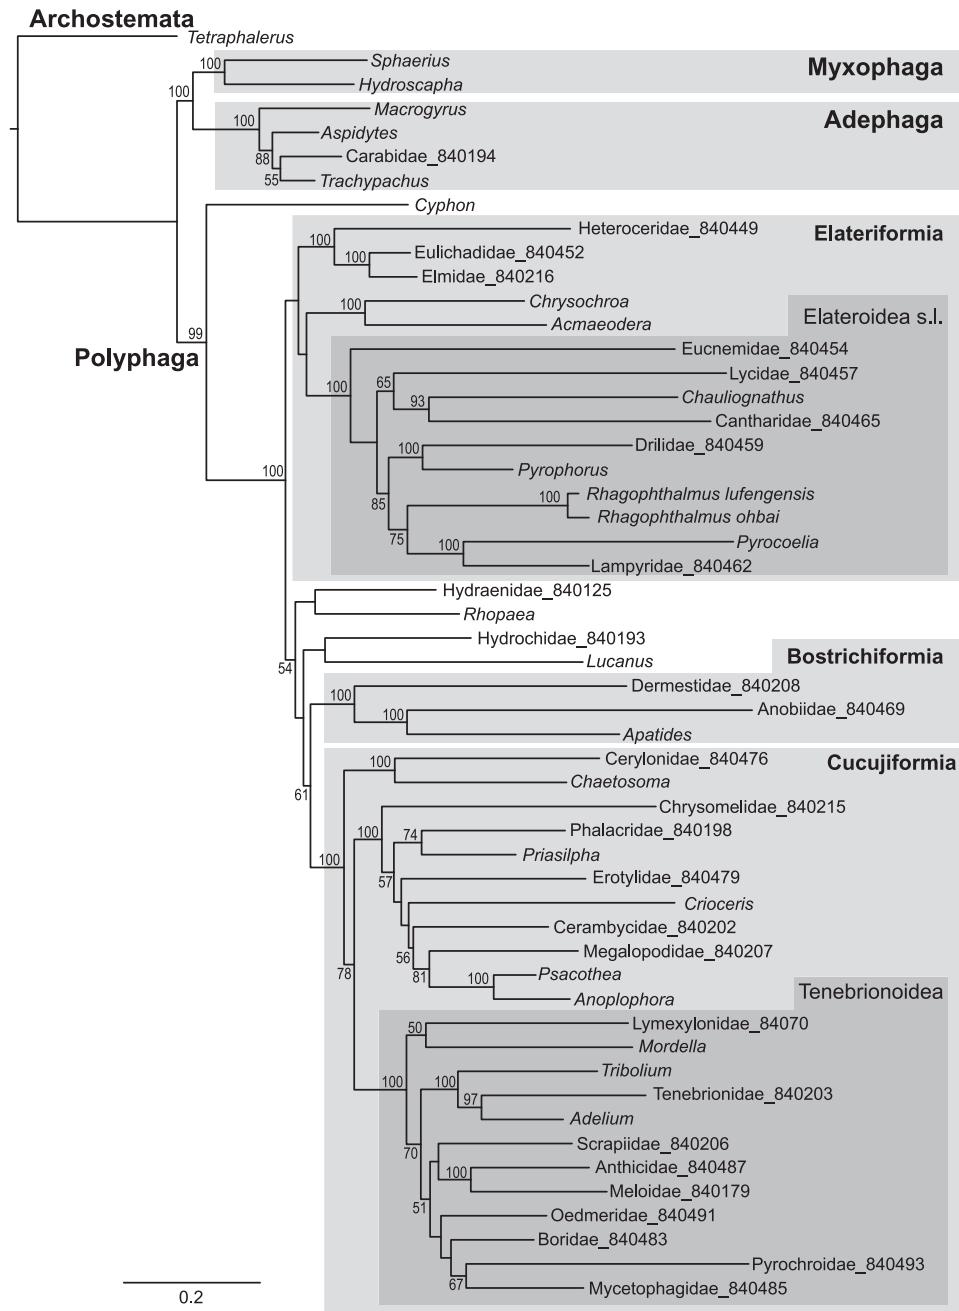 Archostemata
Tetraphalerus
Sphaerius
100
Myxophaga
Hydroscapha
100
Macrogyrus
100
Adephaga
Aspidytes
88
Carabidae_840194
55
Trachypachus
Cyphon
Heteroceridae_840449
Elateriformia
100
Eulichadidae_840452
100
Elmidae_840216
Chrysochroa
100
Elateroidea s.l.
Acmaeodera
99
Polyphaga
Eucnemidae_840454
Lycidae_840457
100
65
Chauliognathus
93
Cantharidae_840465
Drilidae_840459
100
Pyrophorus
100
Rhagophthalmus lufengensis
100
85
Rhagophthalmus ohbai
75
Pyrocoelia
100
Lampyridae_840462
Hydraenidae_840125
Rhopaea
Hydrochidae_840193
54
Lucanus
Bostrichiformia
Dermestidae_840208
100
Anobiidae_840469
100
Apatides
Cerylonidae_840476
Cucujiformia
100
Chaetosoma
61
Chrysomelidae_840215
100
Phalacridae_840198
74
Priasilpha
100
57
Erotylidae_840479
Crioceris
Cerambycidae_840202
56
Megalopodidae_840207
81
Psacothea
78
100
Anoplophora
Tenebrionoidea
Lymexylonidae_84070
50
Mordella
Tribolium
100
100
Tenebrionidae_840203
97
Adelium
Scrapiidae_840206
70
Anthicidae_840487
100
Meloidae_840179
51
Oedmeridae_840491
Boridae_840483
Pyrochroidae_840493
67
Mycetophagidae_840485
0.2